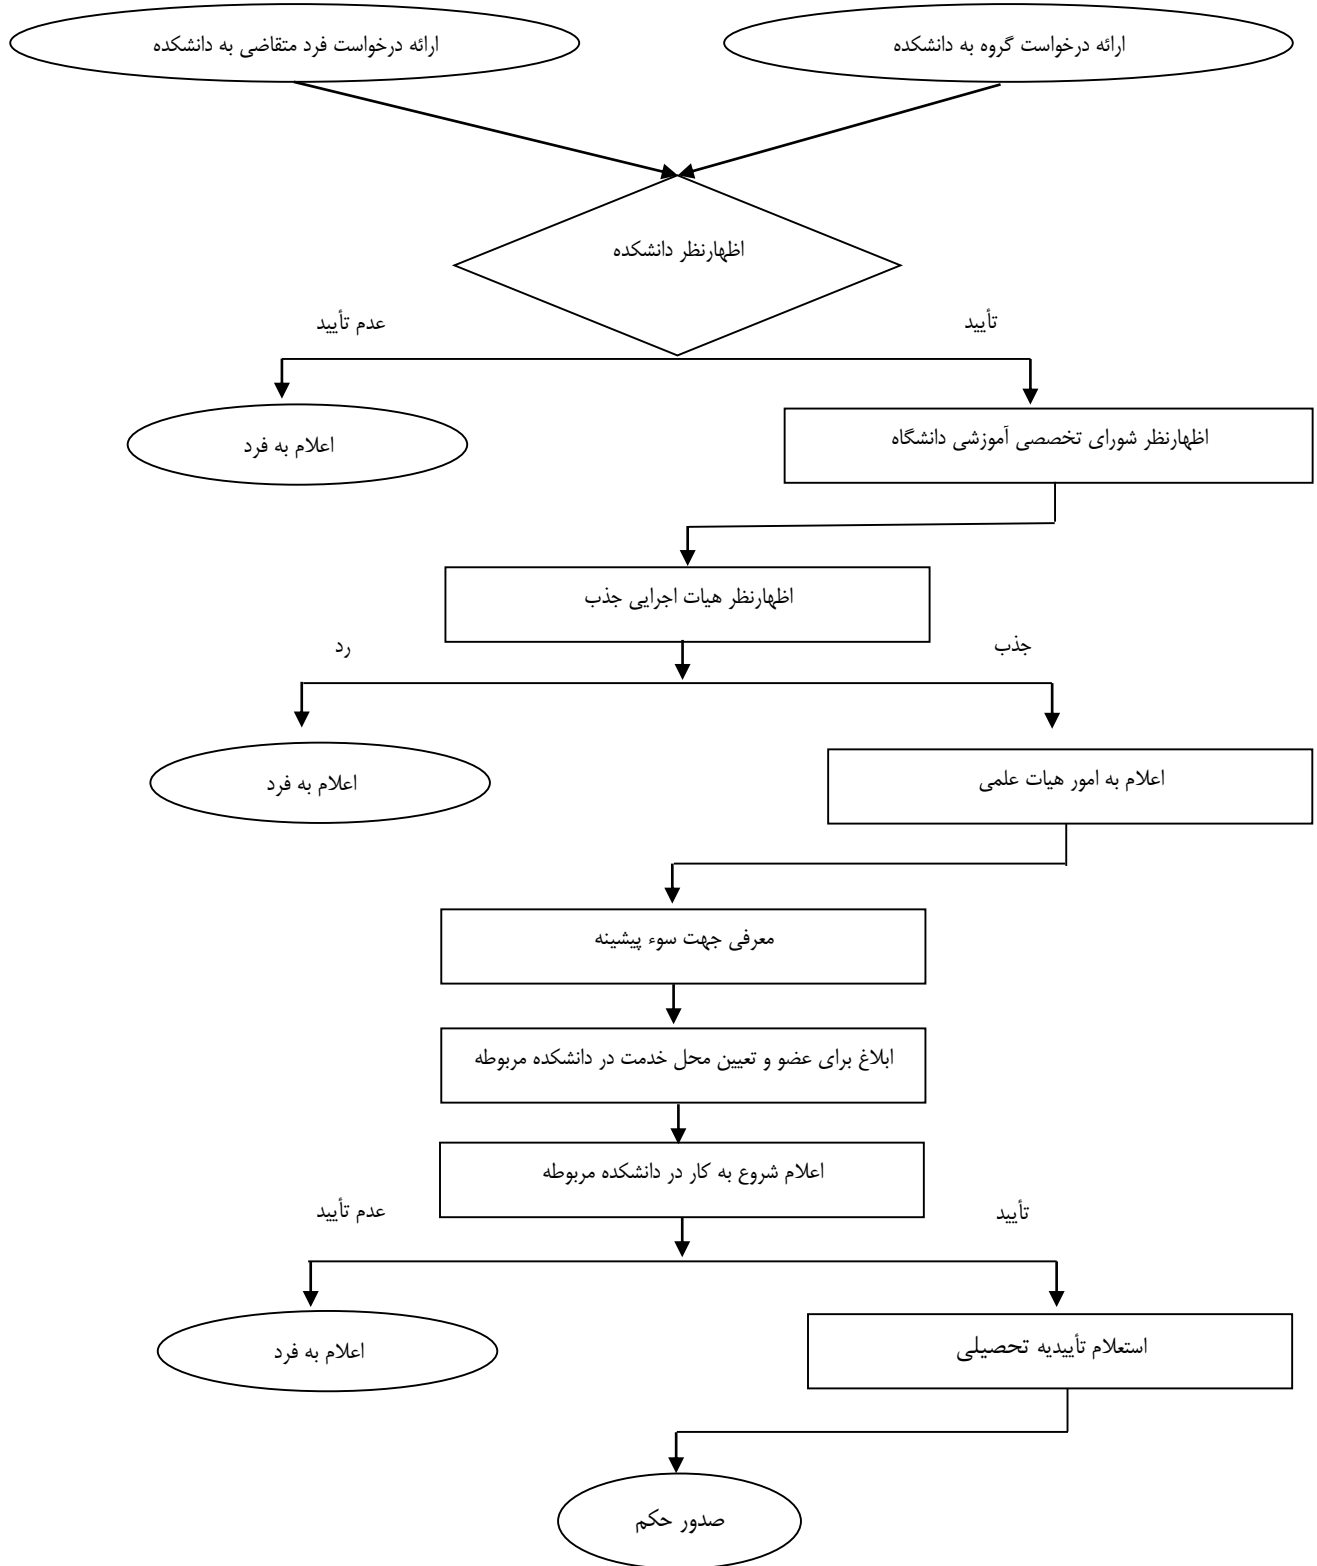 ارائه درخواست گروه به دانشکده
ارائه درخواست فرد متقاضی به دانشکده
اظهارنظر دانشکده
تأیید
عدم تأیید
اظهارنظر شورای تخصصی آموزشی دانشگاه
اعلام به فرد
اظهارنظر هیات اجرایی جذب
جذب
رد
اعلام به امور هیات علمی
اعلام به فرد
معرفی جهت سوء پیشینه
ابلاغ برای عضو و تعیین محل خدمت در دانشکده مربوطه
اعلام شروع به کار در دانشکده مربوطه
تأیید
عدم تأیید
استعلام تأییدیه تحصیلی
اعلام به فرد
صدور حکم